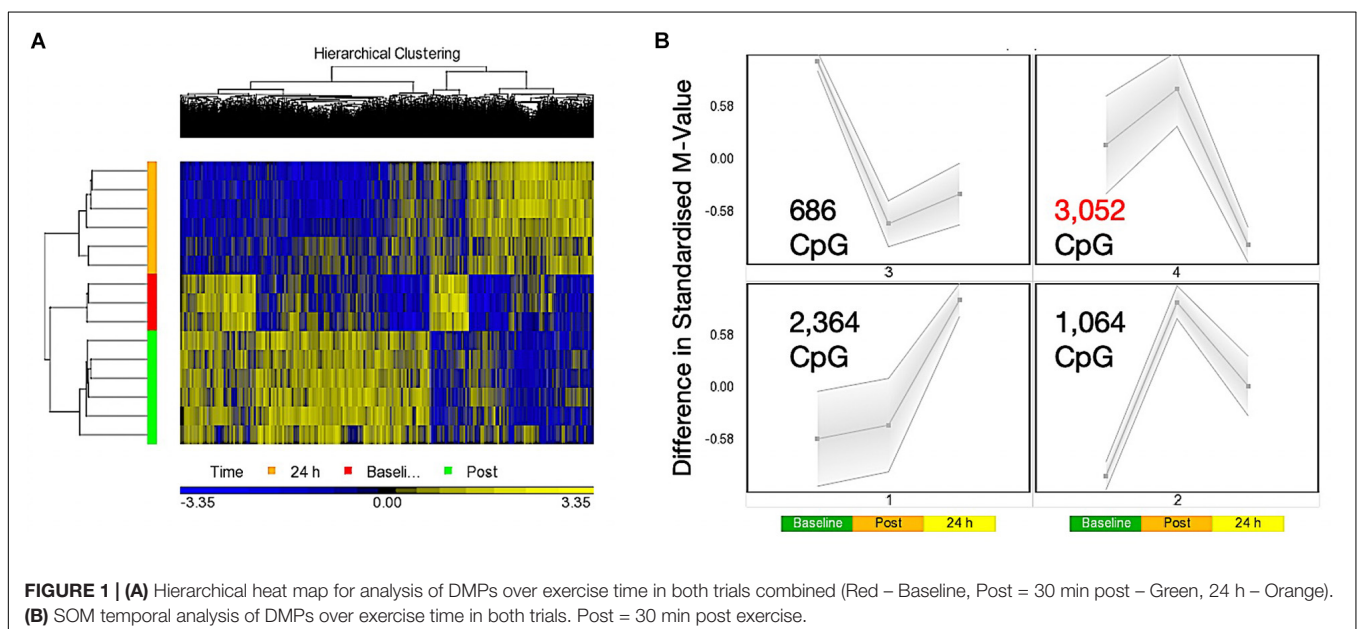 A
Hierarchical Clustering
Time 24 h Baseli... Post
-3.35 0.00 3.35
B
Difference in Standardised M-Value
0.58
0.00
-0.58
686
CpG
3
3,052
CpG
4
0.58
0.00
-0.58
2,364
CpG
1
1,064
CpG
2
Baseline Post 24 h
Baseline Post 24 h
FIGURE 1 | (A) Hierarchical heat map for analysis of DMPs over exercise time in both trials combined (Red – Baseline, Post = 30 min post – Green, 24 h – Orange).
(B) SOM temporal analysis of DMPs over exercise time in both trials. Post = 30 min post exercise.